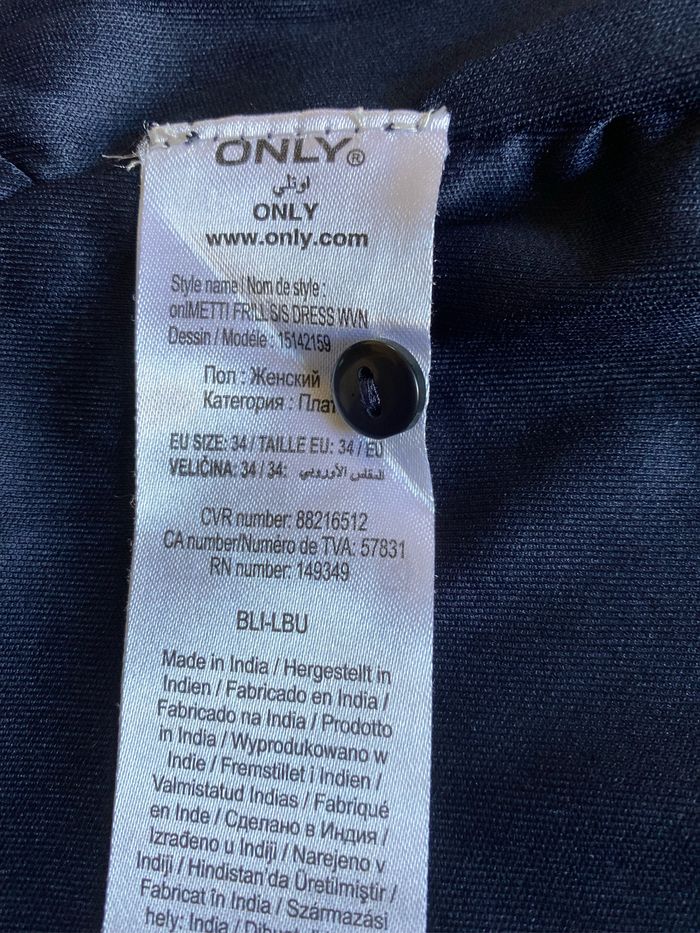 ONLY®
اونلي
ONLY
www.only.com
Style name / Nom de style :
onlMETTI FRILL S/S DRESS WVN
Dessin / Modéle : 15142159
Пол : Женский
Категория :
EU SIZE: 34 / TAILLE EU: 34 / EU
VELIČINA: 34 / 34: المقاس الأوروبي
CVR number: 88216512
CA number/Numéro de TVA: 57831
RN number: 149349
BLI-LBU
Made in India / Hergestellt in
Indien / Fabricado en India /
Fabricado na India / Prodotto
in India / Wyprodukowano w
Indie / Fremstillet i Indien /
Valmistatud Indias / Fabriqué
en Inde / Сделано в Индия /
Izrađeno u Indiji / Narejeno v
Indiji / Hindistan'da Üretilmiştir /
Fabricat în India / Származási
hely: India /